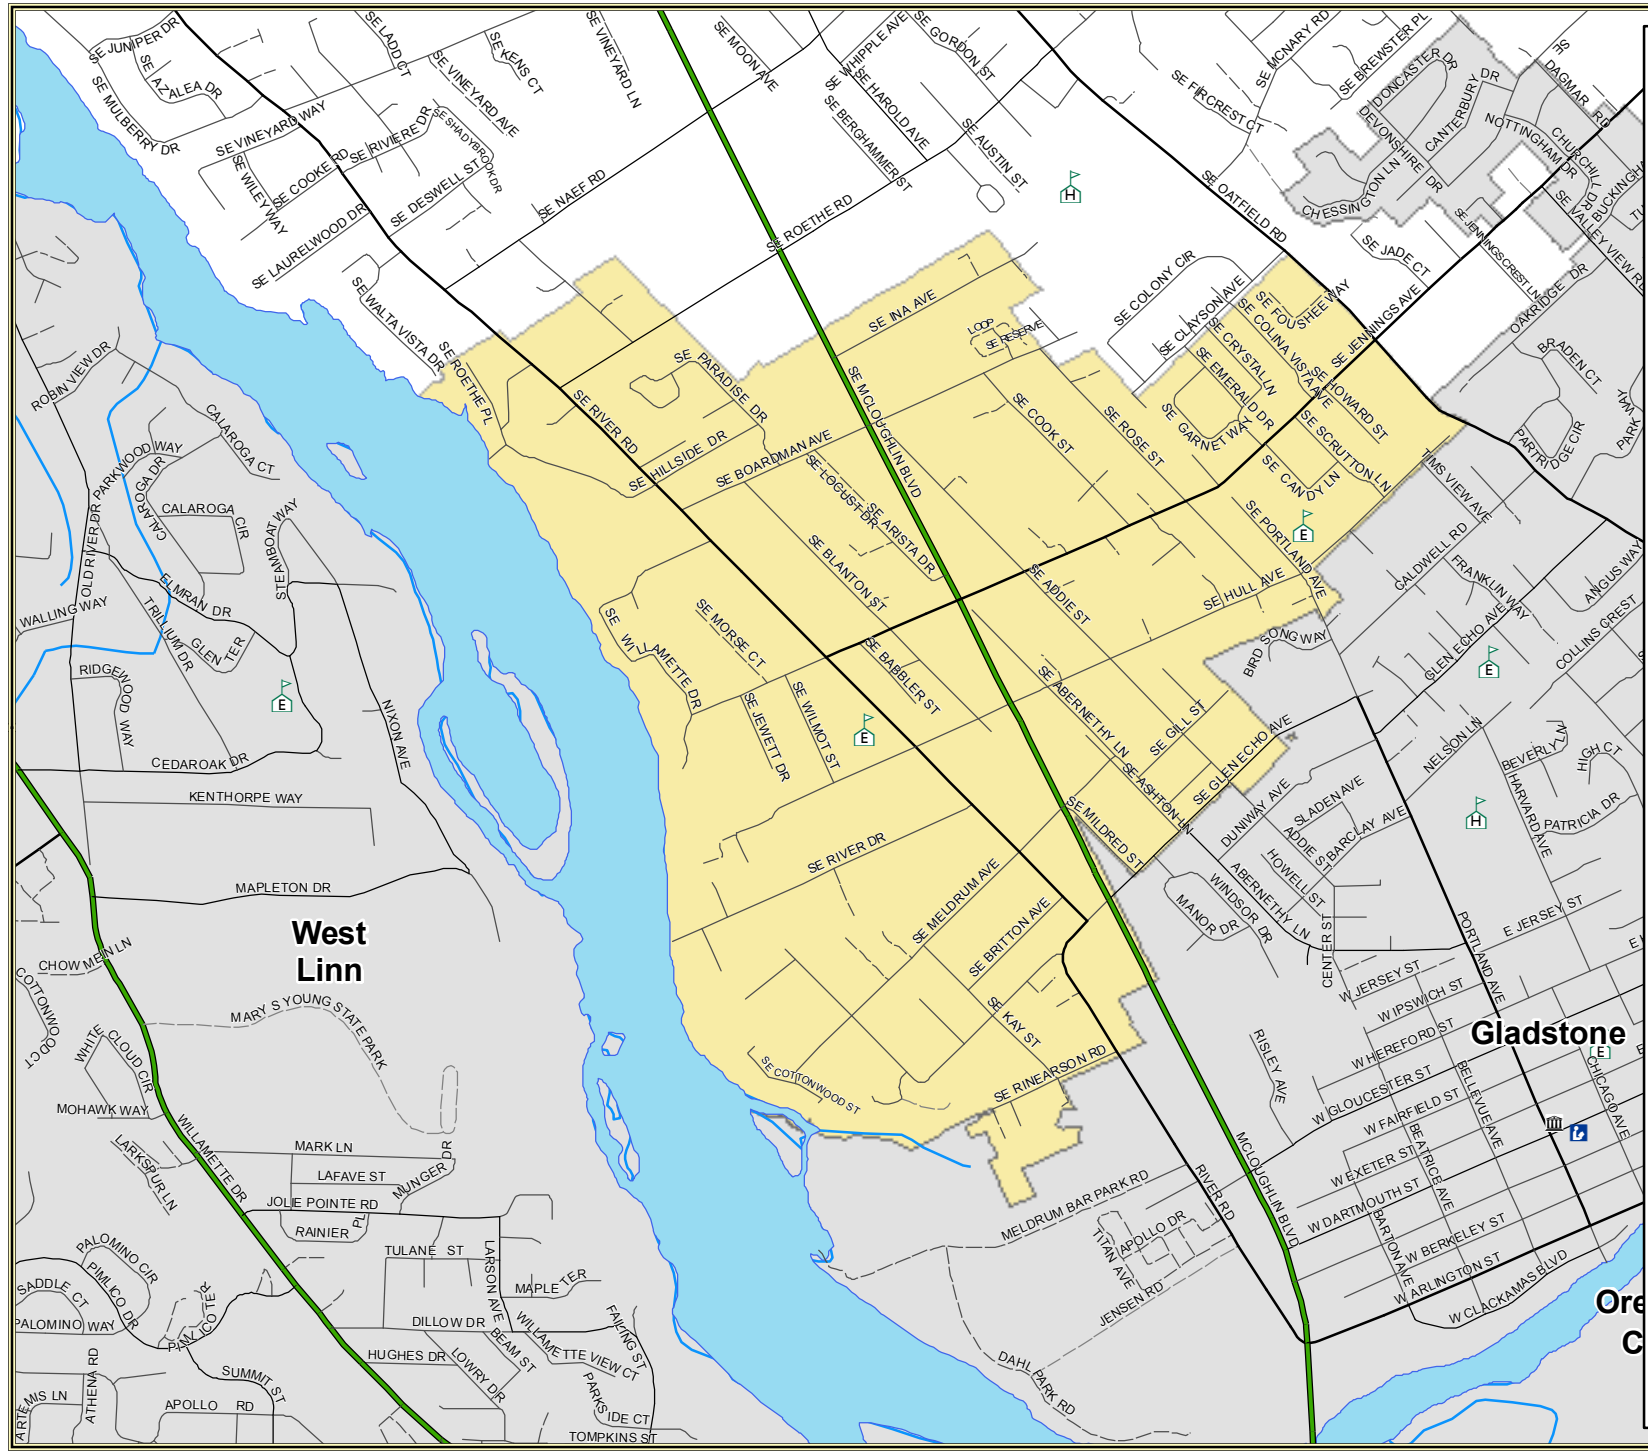 SE JUNIPER DR
SE AZALEA DR
SE MULBERRY DR
SE LADD CT
SE KENS CT
SE VINEYARD AVE
SE VINEYARD LN
SE MOON AVE
SE WHIPPLE AVE
SE GORDON ST
SE HAROLD AVE
SE BERGHAMMER ST
SE AUSTIN ST
SE MCNARY RD
SE BREWSTER PL
SE FIRCREST CT
DONCASTER DR
DEVONSHIRE DR
CANTERBURY DR
NOTTINGHAM DR
CHURCHILL DR
CHESSINGTON LN
SE DAGMAR RD
SE VINEYARD WAY
SE RIVIERE DR
SE SHADYBROOK DR
SE COOKE RD
SE WILEY WAY
SE DESWELL ST
SE LAURELWOOD DR
SE NAEF RD
SE ROETHE RD
H
SE OATFIELD RD
SE JADE CT
SE JENNINGS CREST LN
SE VALLEY VIEW RD
OAKRIDGE DR
SE WALTA VISTA DR
SE ROETHE PL
SE COLONY CIR
SE CLAYSON AVE
SE FOUSHEE WAY
SE COLINA VISTA AVE
SE CRYSTAL LN
SE EMERALD DR
SE GARNET WAY
SE JENNINGS AVE
SE HOWARD ST
SE SCRUTTON LN
SE CANDY LN
SE INA AVE
LOOP
SE RESERVE
SE PARADISE DR
SE HILLSIDE DR
SE BOARDMAN AVE
SE RIVER RD
SE MCLOUGHLIN BLVD
SE COOK ST
SE ROSE ST
SE LOCUST DR
SE ARISTA DR
SE BLANTON ST
SE PORTLAND AVE
E
SE ADDIE ST
SE HULL AVE
BRADEN CT
PARK WAY
PARTRIDGE CIR
TIMS VIEW AVE
CALDWELL RD
FRANKLIN WAY
ANGUS WAY
GLEN ECHO AVE
COLLINS CREST
E
BIRD SONG WAY
ROBIN VIEW DR
CALAROGA CT
PARKWOOD WAY
CALAROGA DR
CALAROGA CIR
STEAMBOAT WAY
OLD RIVER DR
ELMRAN DR
WALLING WAY
TRILLIUM DR
GLEN TER
RIDGEWOOD WAY
E
NIXON AVE
CEDAROAK DR
KENTHORPE WAY
MAPLETON DR
SE WILLAMETTE DR
SE MORSE CT
SE JEWETT DR
SE WILMOT ST
E
SE BABBLER ST
SE ABERNETHY LN
SE GILL ST
SE ASHTON LN
SE GLEN ECHO AVE
SE MILDRED ST
SE RIVER DR
SE MELDRUM AVE
SE BRITTON AVE
SE KAY ST
SE RINEARSON RD
SE COTTONWOOD ST
NELSON LN
BEVERLY LN
HIGH CT
HARVARD AVE
PATRICIA DR
H
DUNIWAY AVE
SLADEN AVE
ADDIE ST
BARCLAY AVE
HOWELL ST
ABERNETHY LN
WINDSOR DR
MANOR DR
CENTER ST
PORTLAND AVE
E JERSEY ST
W JERSEY ST
W IPSWICH ST
W HEREFORD ST
W GLOUCESTER ST
W FAIRFIELD ST
W EXETER ST
W DARTMOUTH ST
W BERKELEY ST
W ARLINGTON ST
W CLACKAMAS BLVD
Gladstone
E
BELLEVUE AVE
BEATRICE AVE
BARTON AVE
CHICAGO AVE
RISLEY AVE
MCLOUGHLIN BLVD
RIVER RD
MELDRUM BAR PARK RD
TITAN AVE
APOLLO DR
JENSEN RD
DAHL PARK RD
West
Linn
CHOW MEIN LN
COTTONWOOD CT
WHITE CLOUD CIR
MARY S YOUNG STATE PARK
MOHAWK WAY
LARKSPUR LN
WILLAMETTE DR
MARK LN
LAFAVE ST
MUNGER DR
JOLIE POINTE RD
RAINIER PL
TULANE ST
LARSON AVE
MAPLE TER
PALOMINO CIR
PIMLICO DR
SADDLE CT
PALOMINO WAY
PIMLICO TER
DILLOW DR
HUGHES DR
LOWRY DR
BEAM ST
WILLAMETTE VIEW CT
FAILING ST
PARKSIDE CT
TOMPKINS ST
SUMMIT ST
APOLLO RD
ATHENA RD
ARTEMIS LN
Ore
C